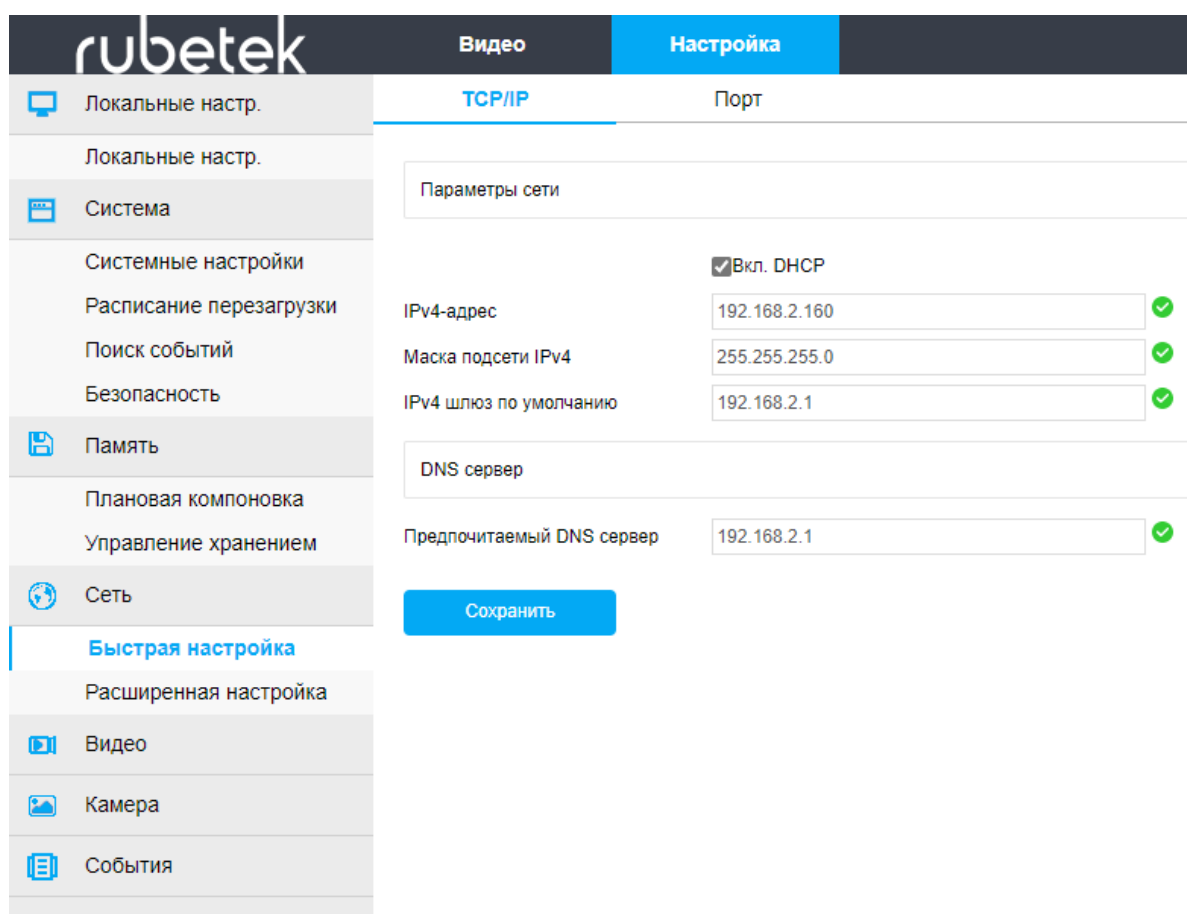 rubetek
Видео
Настройка
Локальные настр.
Локальные настр.
Система
Системные настройки
Расписание перезагрузки
Поиск событий
Безопасность
Память
Плановая компоновка
Управление хранением
Сеть
Быстрая настройка
Расширенная настройка
Видео
Камера
События
TCP/IP
Порт
Параметры сети
Вкл. DHCP
IPv4-адрес 192.168.2.160
Маска подсети IPv4 255.255.255.0
IPv4 шлюз по умолчанию 192.168.2.1
DNS сервер
Предпочитаемый DNS сервер 192.168.2.1
Сохранить